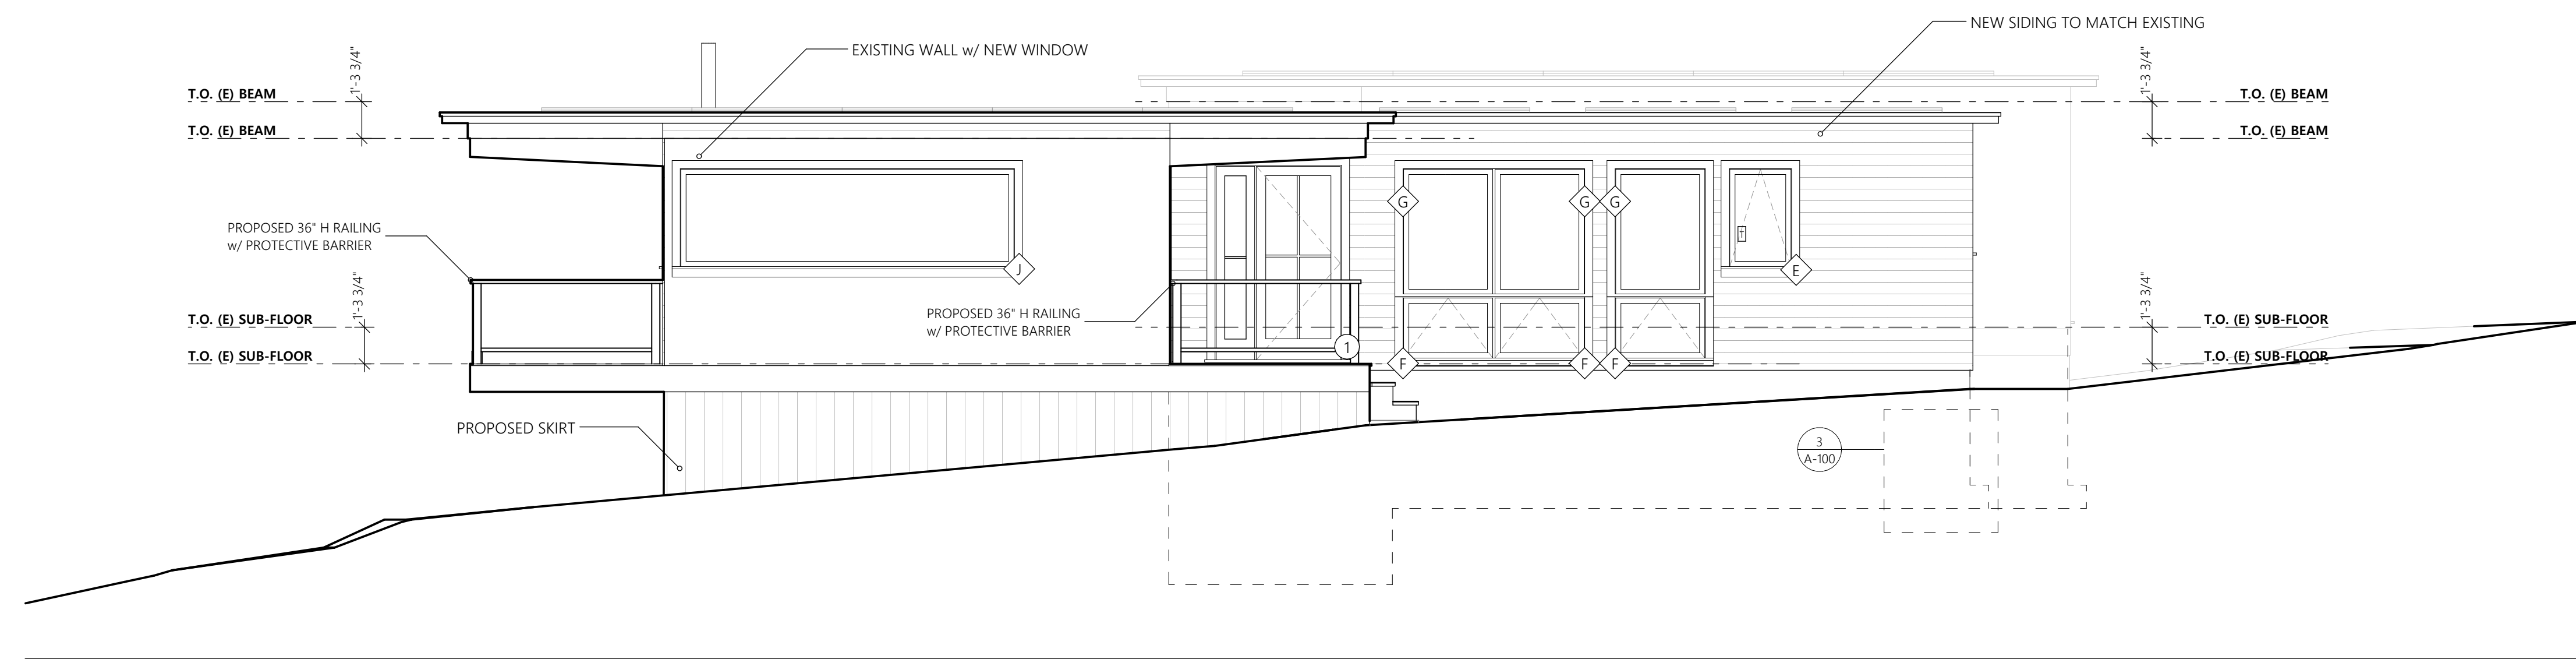 NEW SIDING TO MATCH EXISTING
EXISTING WALL w/ NEW WINDOW
1'-3 3/4"
1'-3 3/4"
T.O. (E) BEAM
T.O. (E) BEAM
T.O. (E) BEAM
T.O. (E) BEAM
G
G
G
PROPOSED 36" H RAILING
w/ PROTECTIVE BARRIER
T
J
E
1'-3 3/4"
1'-3 3/4"
PROPOSED 36" H RAILING
w/ PROTECTIVE BARRIER
T.O. (E) SUB-FLOOR
T.O. (E) SUB-FLOOR
1
T.O. (E) SUB-FLOOR
T.O. (E) SUB-FLOOR
F
F
F
PROPOSED SKIRT
3
A-100